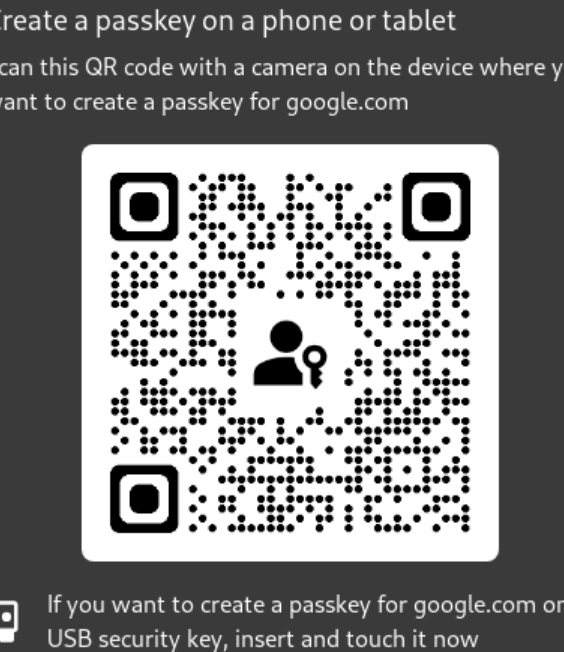 reate a passkey on a phone or tablet
can this QR code with a camera on the device where y
ant to create a passkey for google.com
If you want to create a passkey for google.com or
USB security key, insert and touch it now